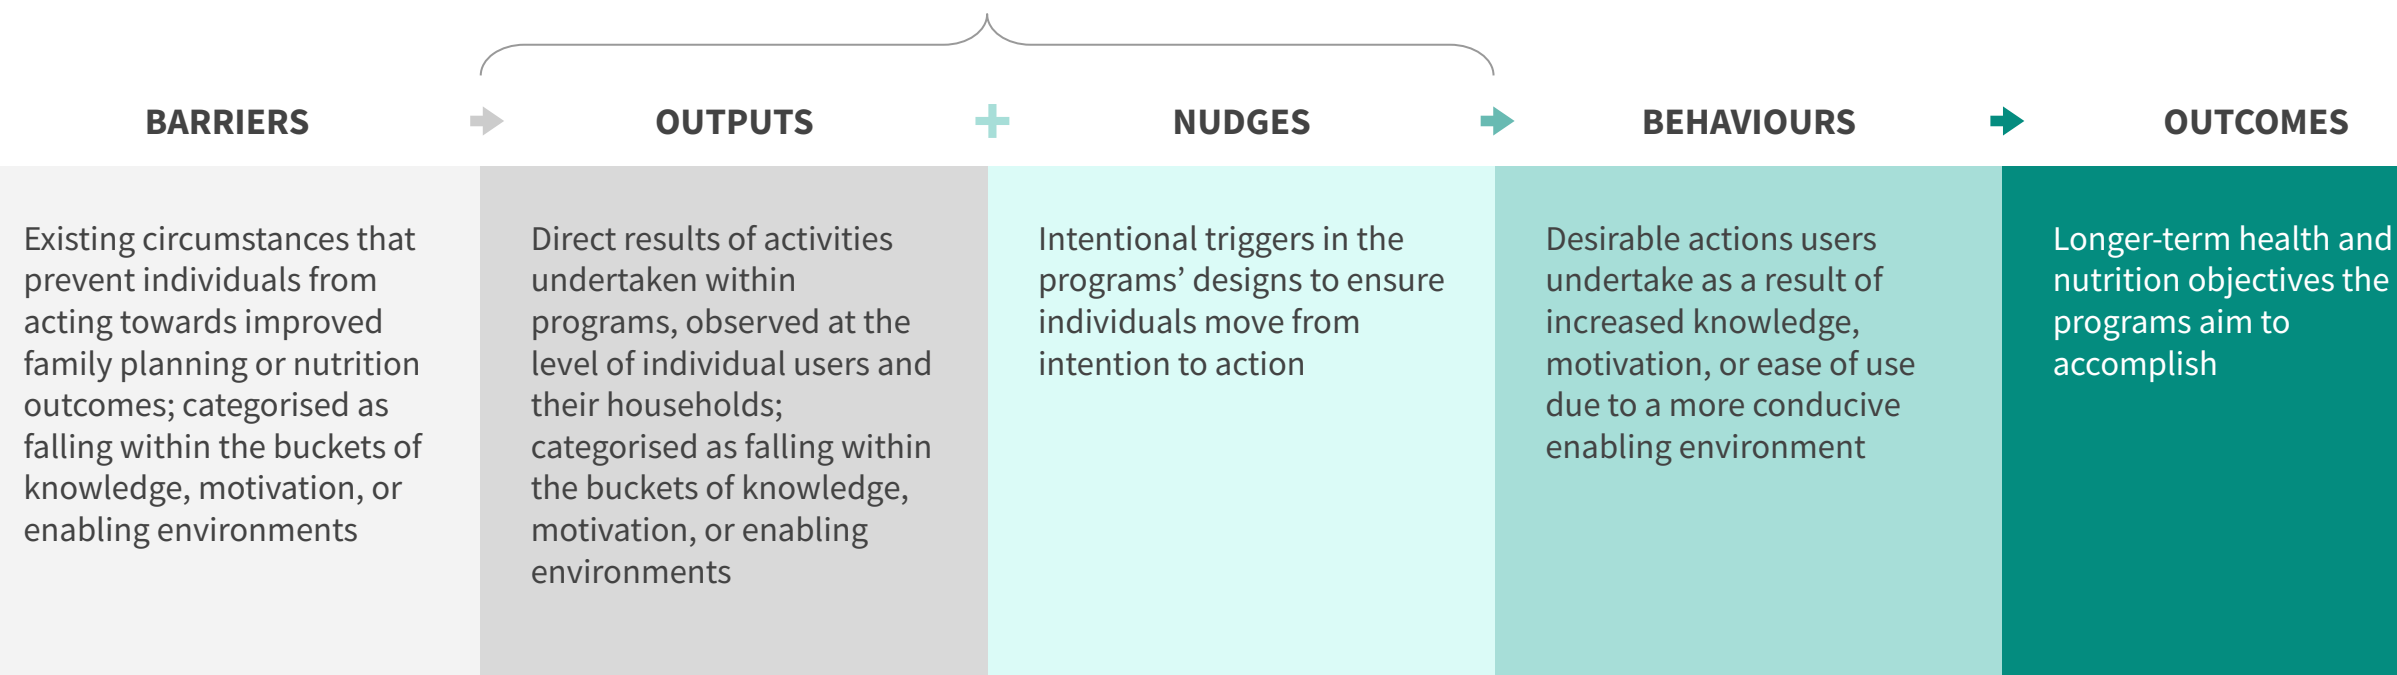 BARRIERS
OUTPUTS
NUDGES
BEHAVIOURS
OUTCOMES
Existing circumstances that
prevent individuals from
acting towards improved
family planning or nutrition
outcomes; categorised as
falling within the buckets of
knowledge, motivation, or
enabling environments
Direct results of activities
undertaken within
programs, observed at the
level of individual users and
their households;
categorised as falling within
the buckets of knowledge,
motivation, or enabling
environments
Intentional triggers in the
programs’ designs to ensure
individuals move from
intention to action
Desirable actions users
undertake as a result of
increased knowledge,
motivation, or ease of use
due to a more conducive
enabling environment
Longer-term health and
nutrition objectives the
programs aim to
accomplish